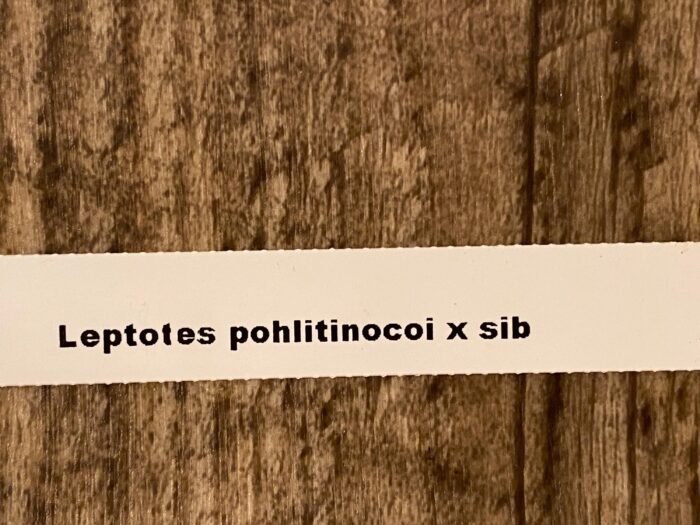 Leptotes pohlitinocoi x sib